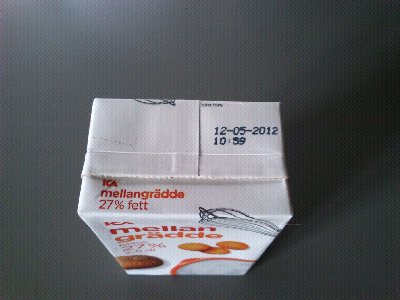 12-05-2012
10:59
ICA
mellangrädde
27% fett
ICA
mellan
grädde
27%